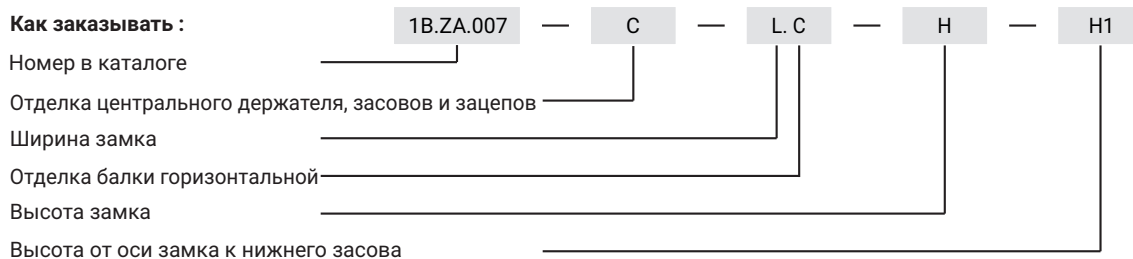 Как заказывать : 1B.ZA.007 — C — L. C — H — H1
Номер в каталоге
Отделка центрального держателя, засовов и зацепов
Ширина замка
Отделка балки горизонтальной
Высота замка
Высота от оси замка к нижнего засова